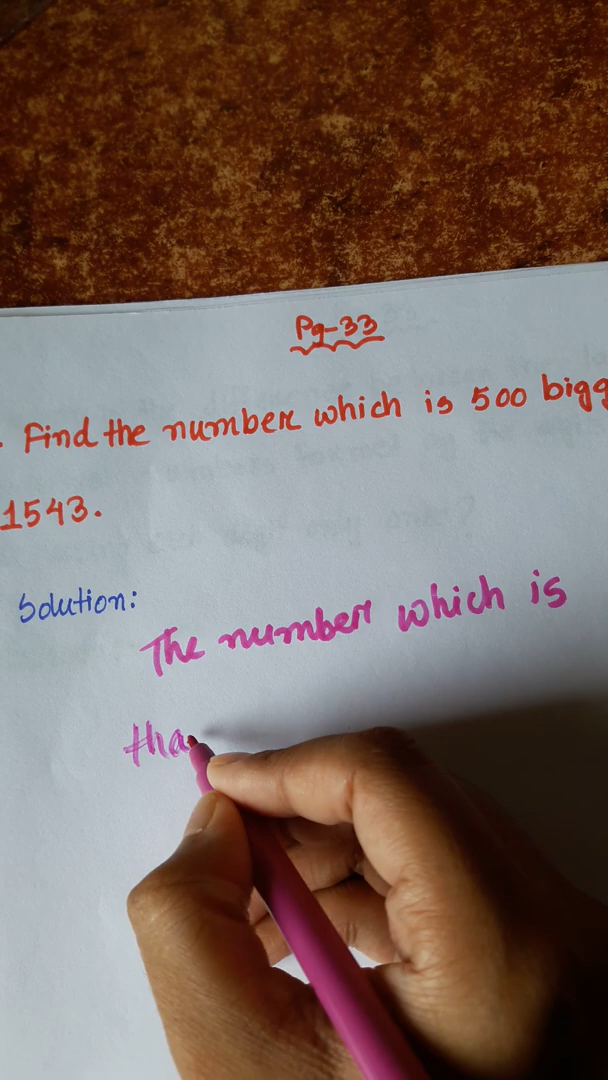 Pg-33
. Find the number which is 500 bigg
1543.
Solution:
The number which is
tha